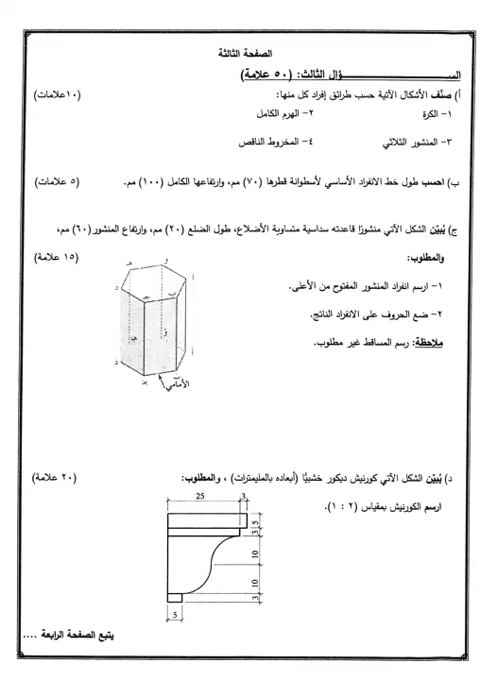 الصفحة الثالثة
الســــــؤال الثالث: (٥٠ علامة)
أ) صنّف الأشكال الآتية حسب طرائق إفراد كل منها: (١٠علامات)
١- الكرة ٢- الهرم الكامل
٣- المنشور الثلاثي ٤- المخروط الناقص
ب) احسب طول خط الانفراد الأساسي لأسطوانة قطرها (٧٠) مم، وارتفاعها الكامل (١٠٠) مم. (٥ علامات)
ج) يُبيّن الشكل الآتي منشورًا قاعدته سداسية متساوية الأضلاع، طول الضلع (٢٠) مم، وارتفاع المنشور(٦٠) مم،
والمطلوب: (١٥ علامة)
١- ارسم انفراد المنشور المفتوح من الأعلى.
٢- ضع الحروف على الانفراد الناتج.
ملاحظة: رسم المساقط غير مطلوب.
و
أ
د
ب
الأمامي
د) يُبيّن الشكل الآتي كورنيش ديكور خشبيًّا (أبعاده بالمليمترات) ، والمطلوب: (٢٠ علامة)
ارسم الكورنيش بمقياس (٢ : ١).
25
3
5
3
10
10
3
5
يتبع الصفحة الرابعة ....